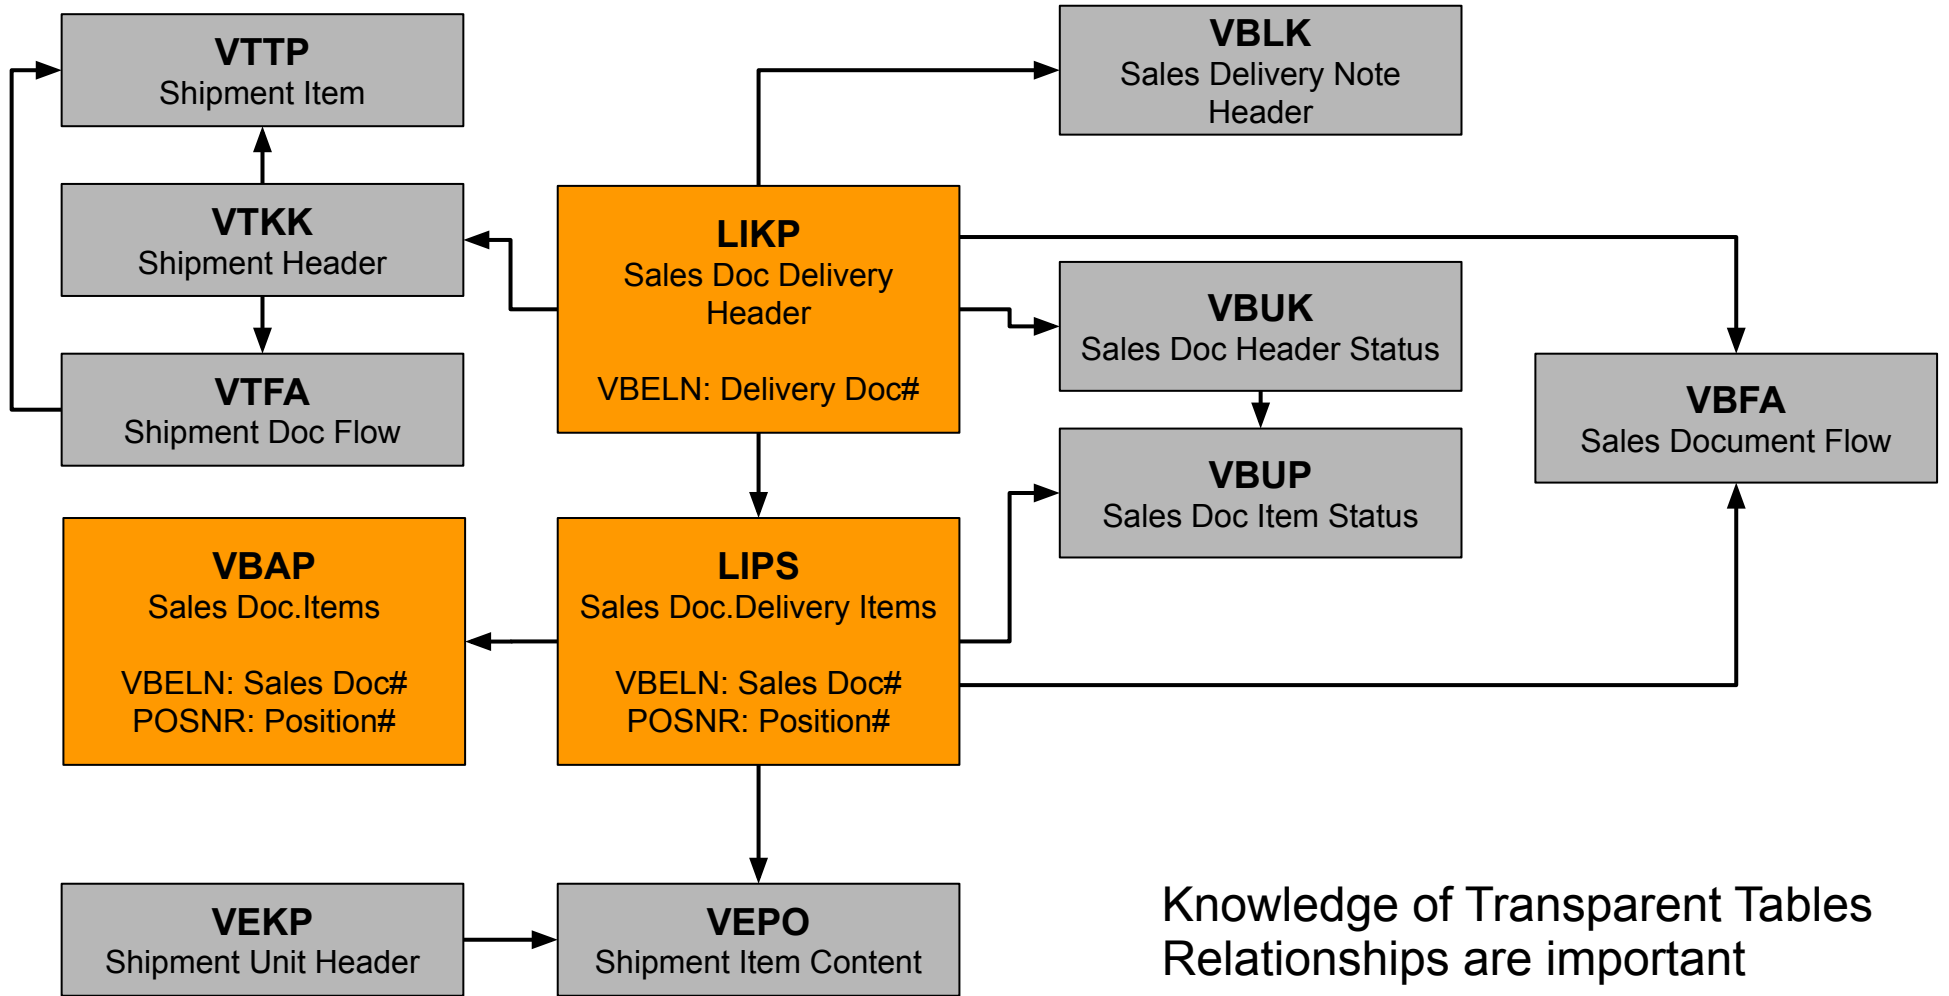 VTTP
Shipment Item
VBLK
Sales Delivery Note
Header
VTKK
Shipment Header
LIKP
Sales Doc Delivery
Header
VBELN: Delivery Doc#
VBUK
Sales Doc Header Status
VTFA
Shipment Doc Flow
VBFA
Sales Document Flow
VBUP
Sales Doc Item Status
VBAP
Sales Doc.Items
VBELN: Sales Doc#
POSNR: Position#
LIPS
Sales Doc.Delivery Items
VBELN: Sales Doc#
POSNR: Position#
VEKP
Shipment Unit Header
VEPO
Shipment Item Content
Knowledge of Transparent Tables
Relationships are important